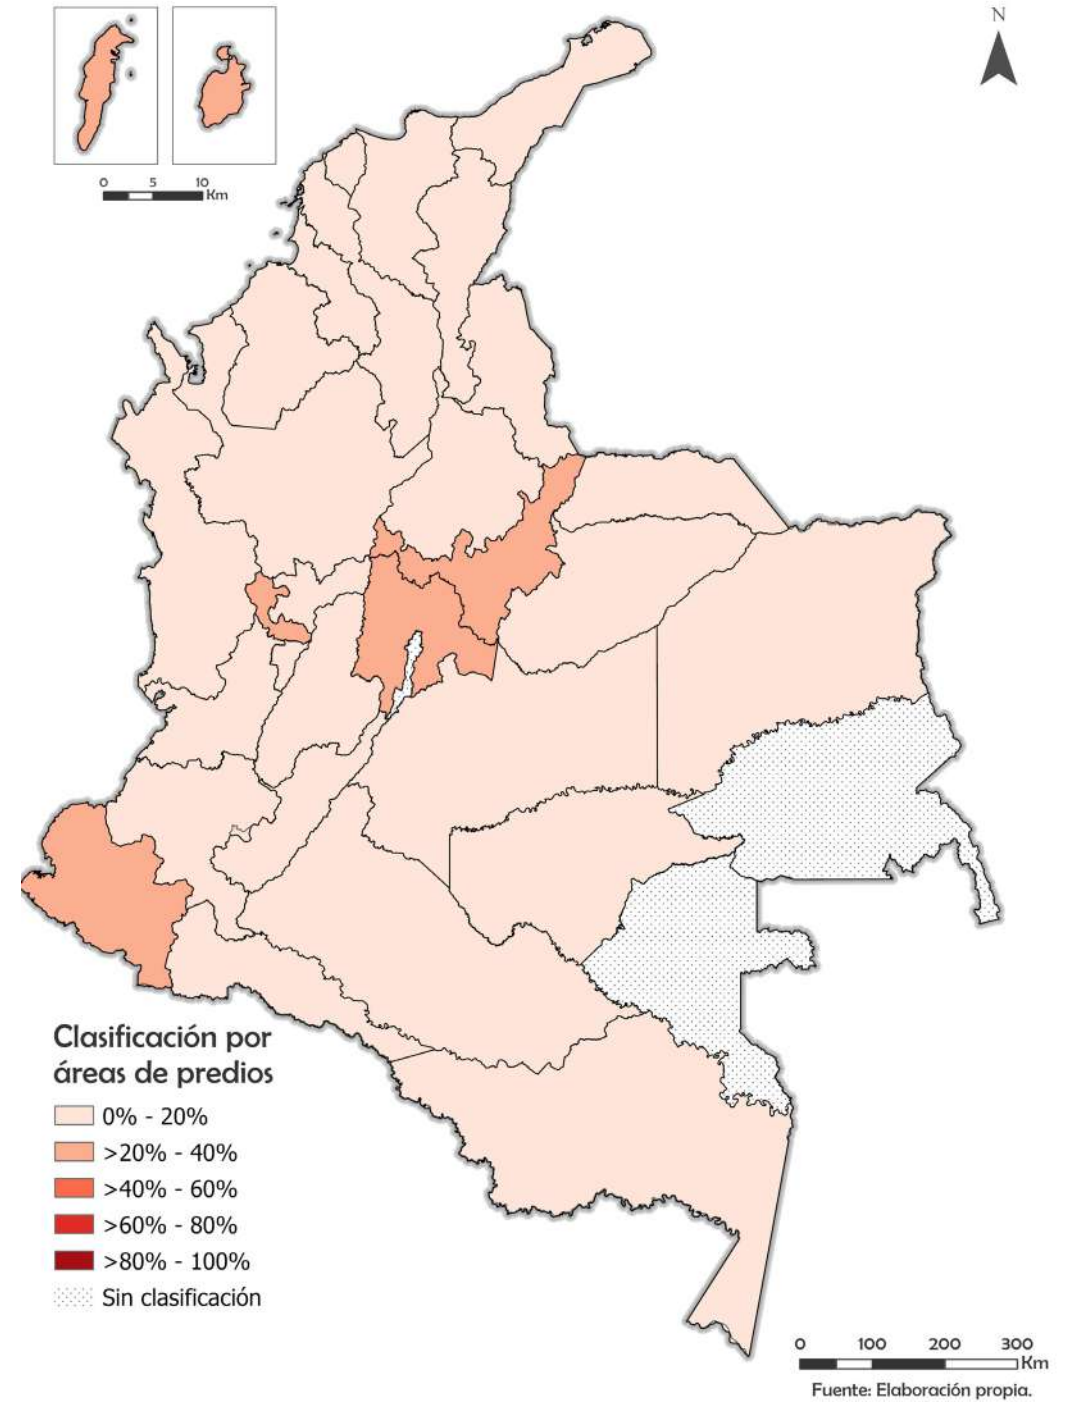 N
0 5 10
Km
Clasificación por
áreas de predios
0% - 20%
>20% - 40%
>40% - 60%
>60% - 80%
>80% - 100%
Sin clasificación
0 100 200 300
Km
Fuente: Elaboración propia.